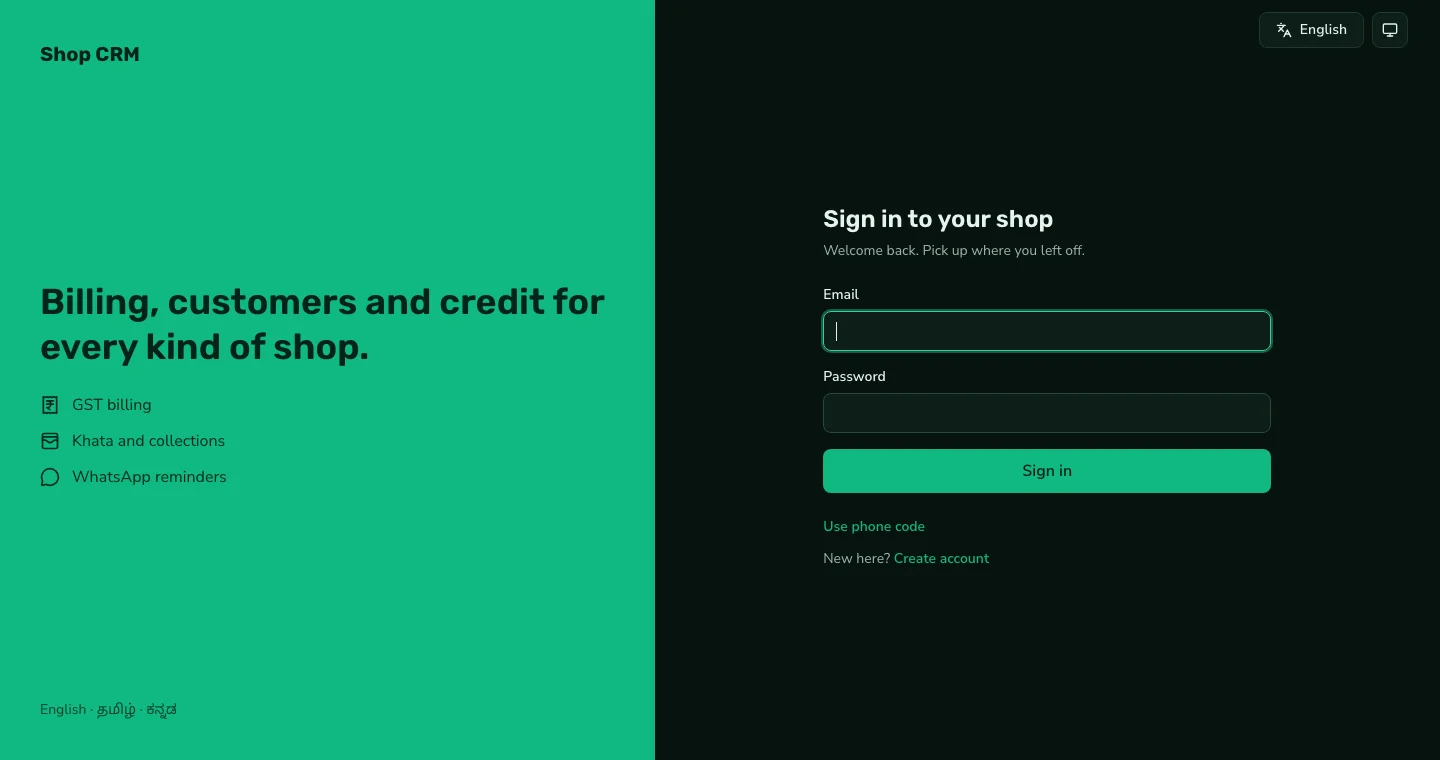 Shop CRM
English
Billing, customers and credit for
every kind of shop.
GST billing
Khata and collections
WhatsApp reminders
English · தமிழ் · ಕನ್ನಡ
Sign in to your shop
Welcome back. Pick up where you left off.
Email
Password
Sign in
Use phone code
New here? Create account